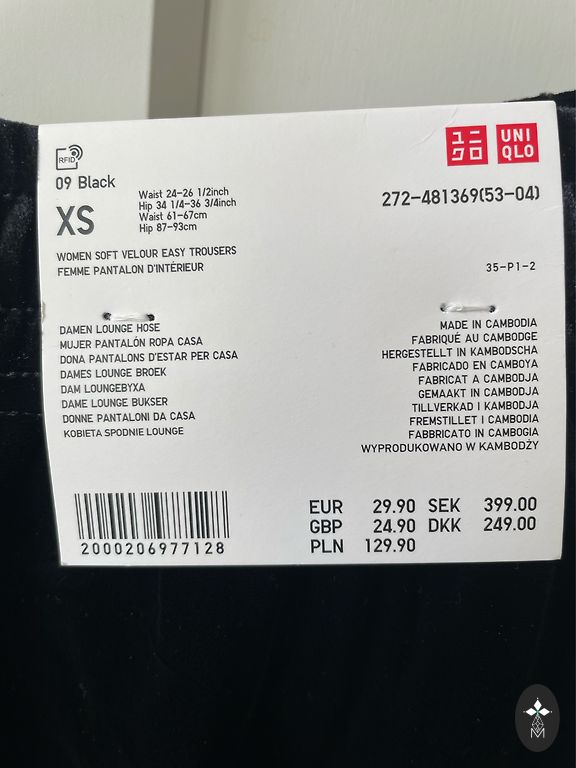 RFID
ユニ
クロ
UNI
QLO
09 Black
XS
Waist 24-26 1/2inch
Hip 34 1/4-36 3/4inch
Waist 61-67cm
Hip 87-93cm
272-481369(53-04)
WOMEN SOFT VELOUR EASY TROUSERS
FEMME PANTALON D'INTÉRIEUR
35-P1-2
DAMEN LOUNGE HOSE
MUJER PANTALÓN ROPA CASA
DONA PANTALONS D'ESTAR PER CASA
DAMES LOUNGE BROEK
DAM LOUNGEBYXA
DAME LOUNGE BUKSER
DONNE PANTALONI DA CASA
KOBIETA SPODNIE LOUNGE
MADE IN CAMBODIA
FABRIQUÉ AU CAMBODGE
HERGESTELLT IN KAMBODSCHA
FABRICADO EN CAMBOYA
FABRICAT A CAMBODJA
GEMAAKT IN CAMBODJA
TILLVERKAD I KAMBODJA
FREMSTILLET I CAMBODIA
FABBRICATO IN CAMBOGIA
WYPRODUKOWANO W KAMBODŻY
2000206977128
EUR 29.90 SEK 399.00
GBP 24.90 DKK 249.00
PLN 129.90
M